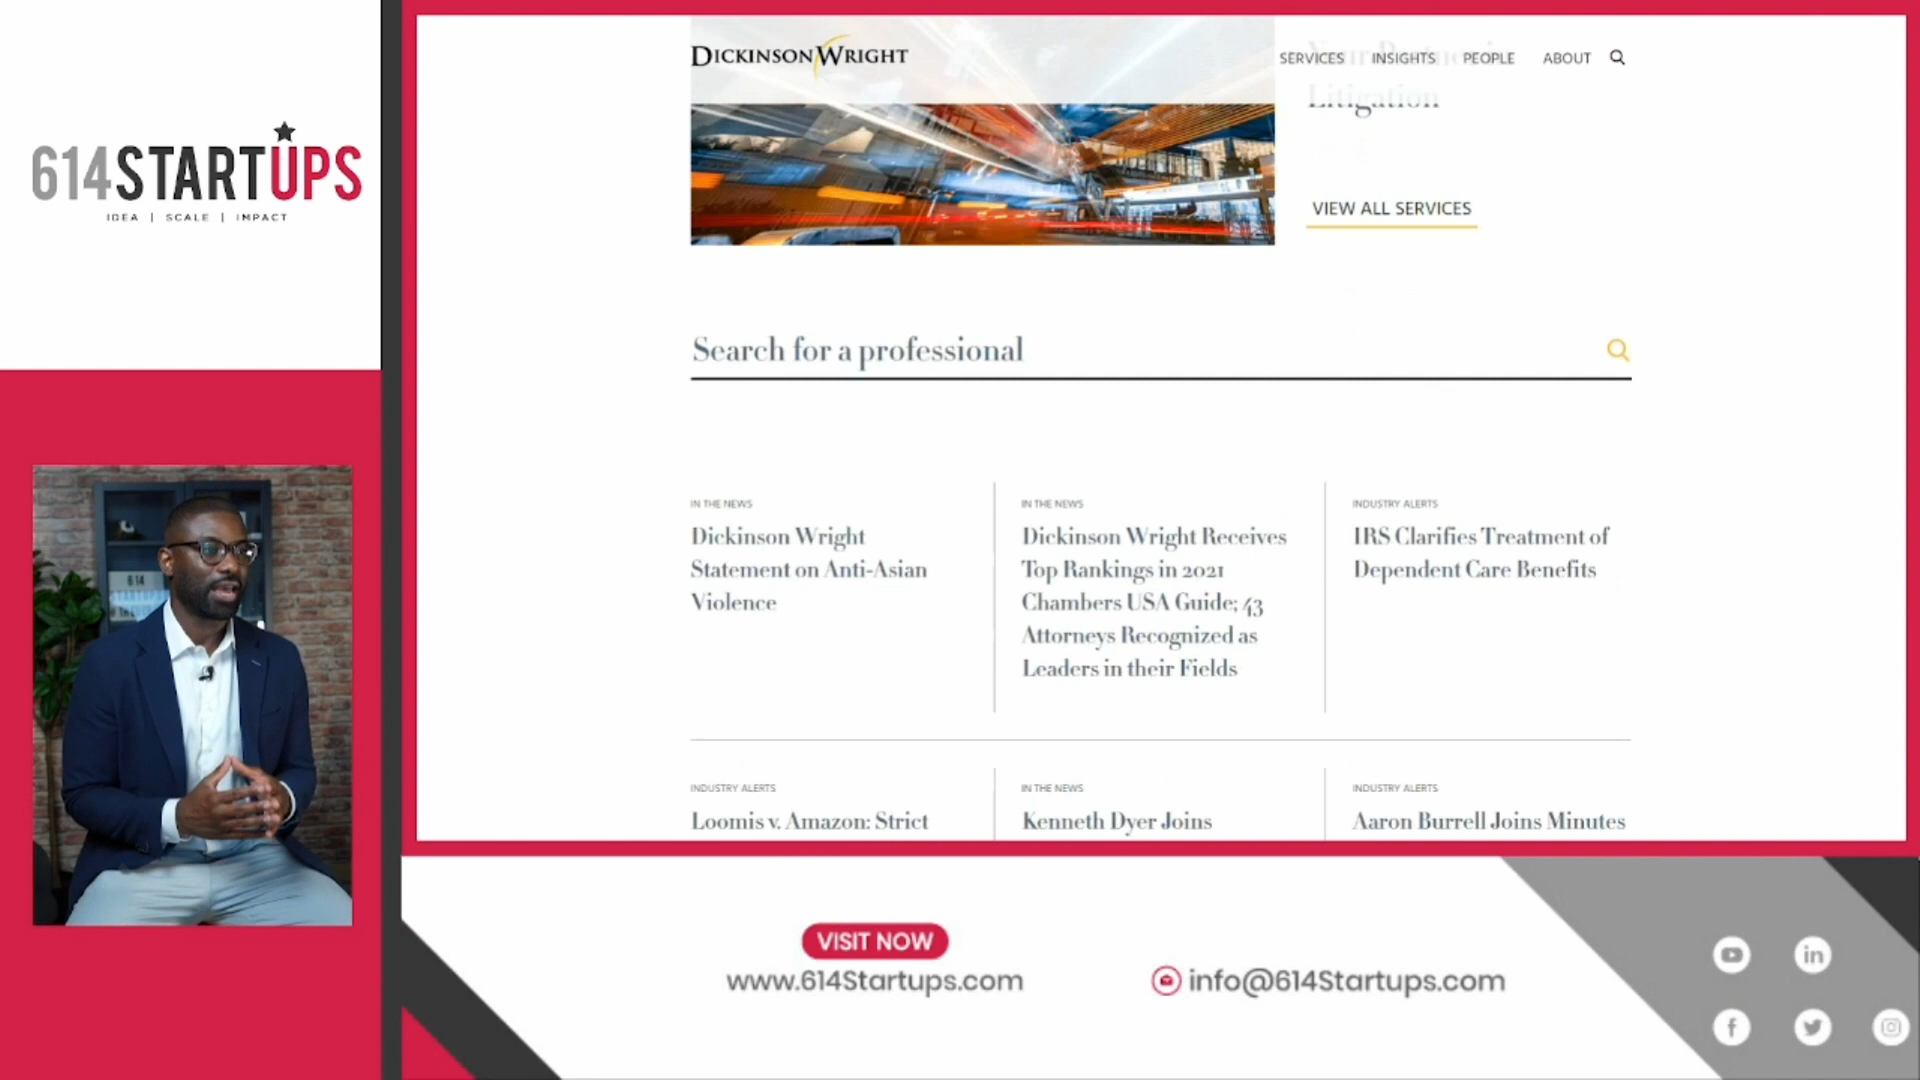 614STARTUPS
IDEA | SCALE | IMPACT
614
DICKINSON WRIGHT
SERVICES
INSIGHTS
PEOPLE
ABOUT
Your Partner in
Litigation
VIEW ALL SERVICES
Search for a professional
IN THE NEWS
Dickinson Wright
Statement on Anti-Asian
Violence
IN THE NEWS
Dickinson Wright Receives
Top Rankings in 2021
Chambers USA Guide; 43
Attorneys Recognized as
Leaders in their Fields
INDUSTRY ALERTS
IRS Clarifies Treatment of
Dependent Care Benefits
INDUSTRY ALERTS
Loomis v. Amazon: Strict
IN THE NEWS
Kenneth Dyer Joins
INDUSTRY ALERTS
Aaron Burrell Joins Minutes
VISIT NOW
www.614Startups.com
info@614Startups.com